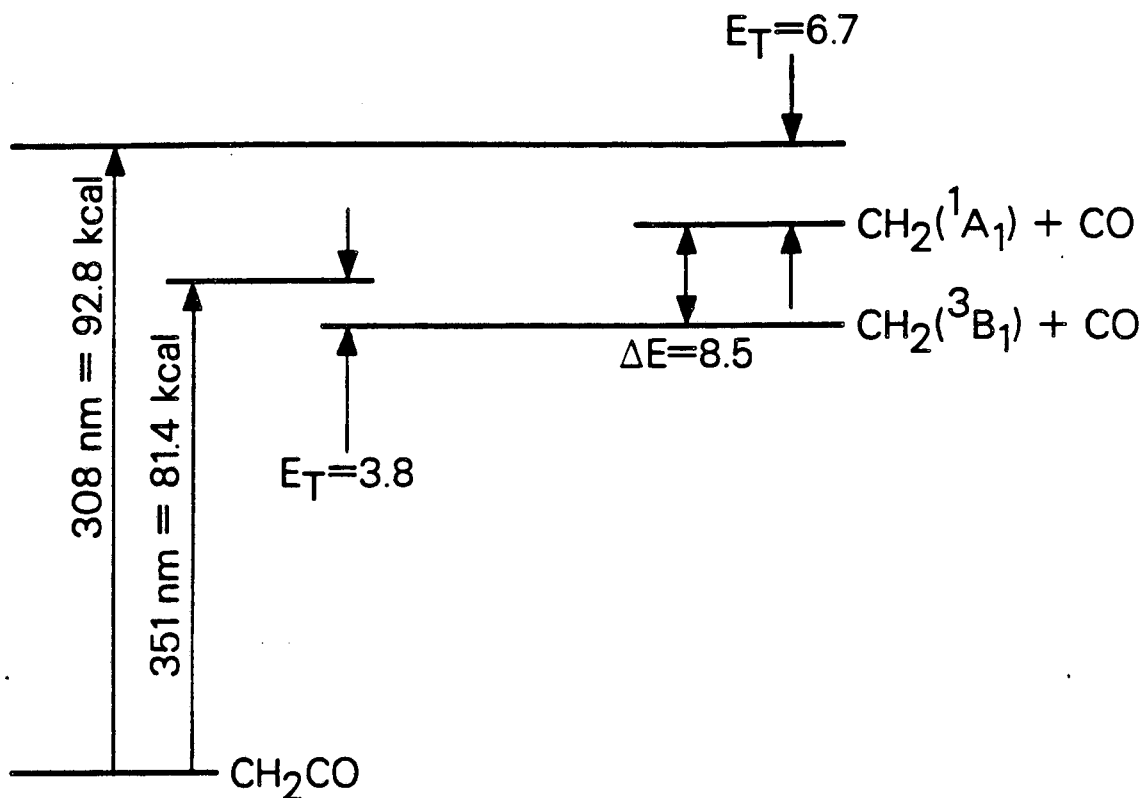 E_T=6.7
308 nm = 92.8 kcal
351 nm = 81.4 kcal
CH₂(¹A₁) + CO
CH₂(³B₁) + CO
ΔE=8.5
E_T=3.8
CH₂CO